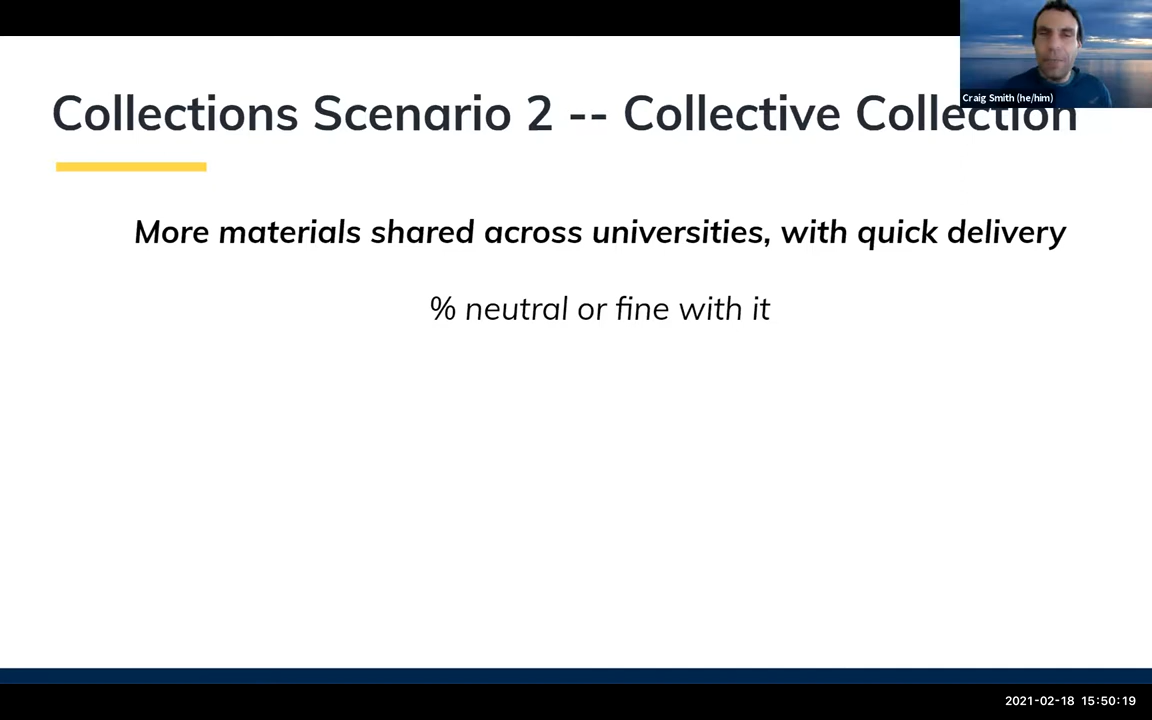 Collections Scenario 2 -- Collective Collection
Craig Smith (he/him)
More materials shared across universities, with quick delivery
% neutral or fine with it
2021-02-18 15:50:19